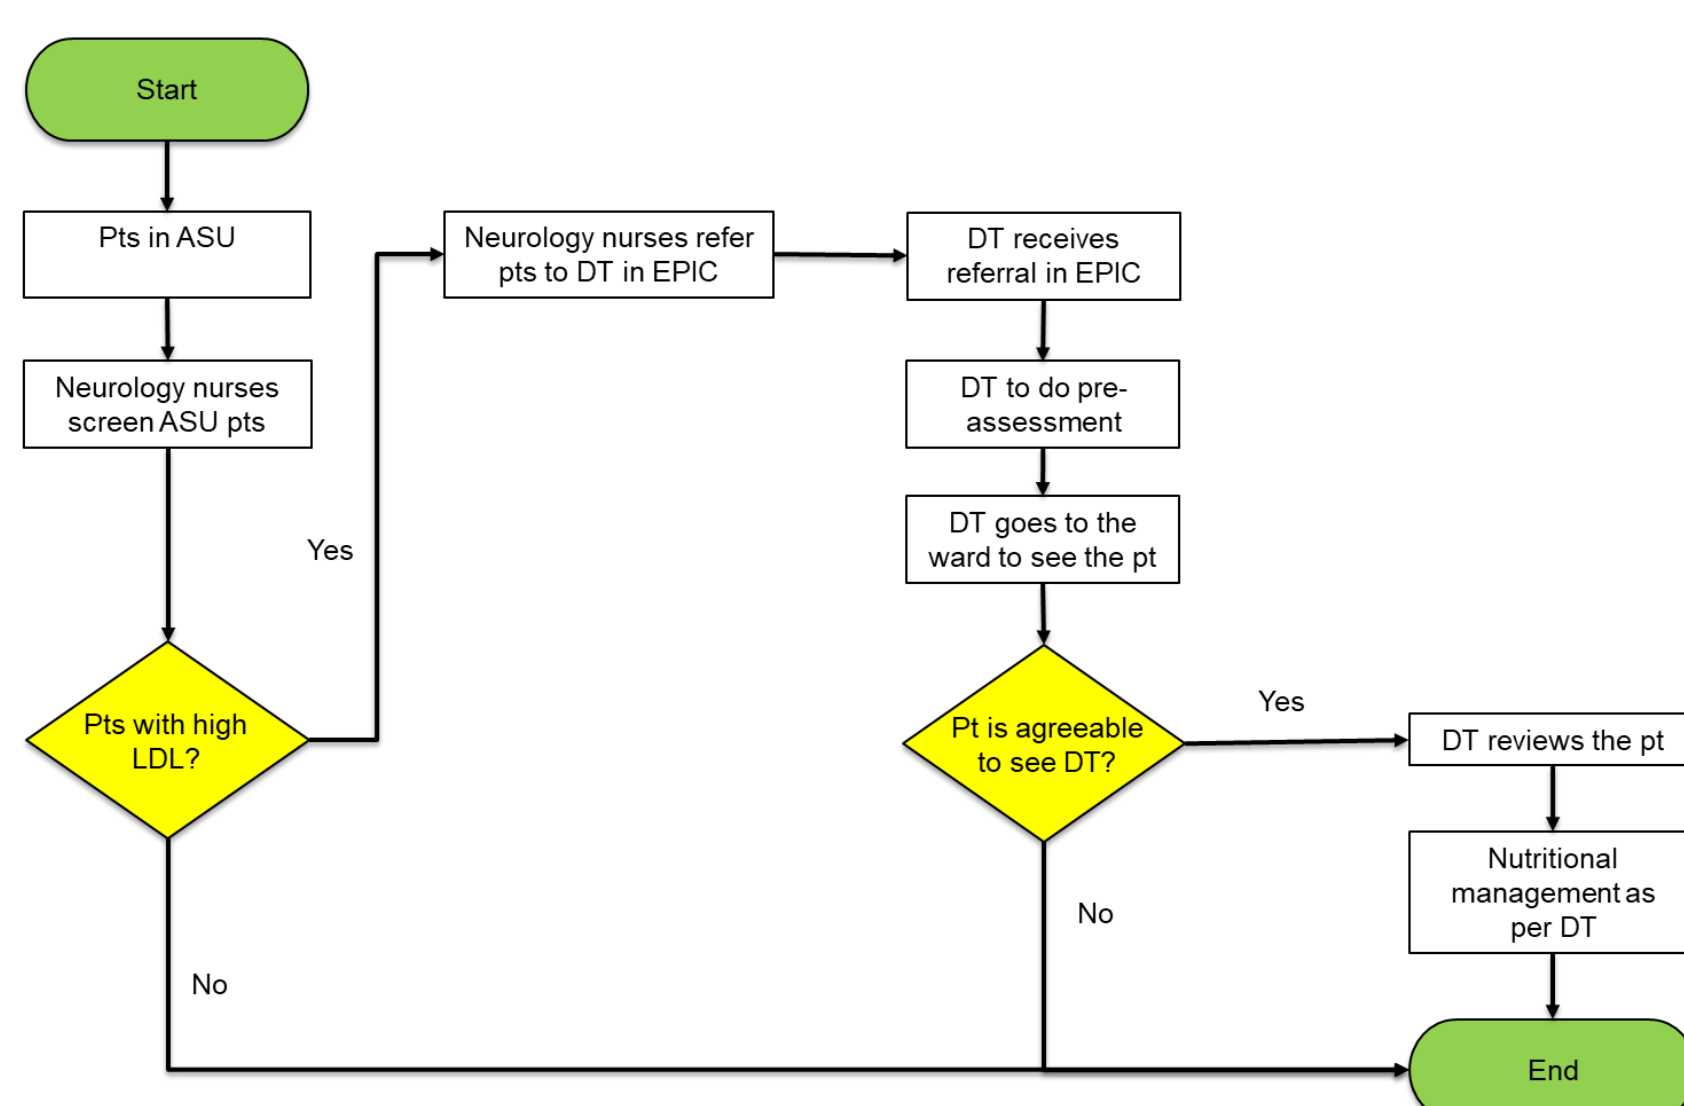 Start
Pts in ASU
Neurology nurses
screen ASU pts
Pts with high
LDL?
Yes
No
Neurology nurses refer
pts to DT in EPIC
DT receives
referral in EPIC
DT to do pre-
assessment
DT goes to the
ward to see the pt
Pt is agreeable
to see DT?
Yes
No
DT reviews the pt
Nutritional
management as
per DT
End